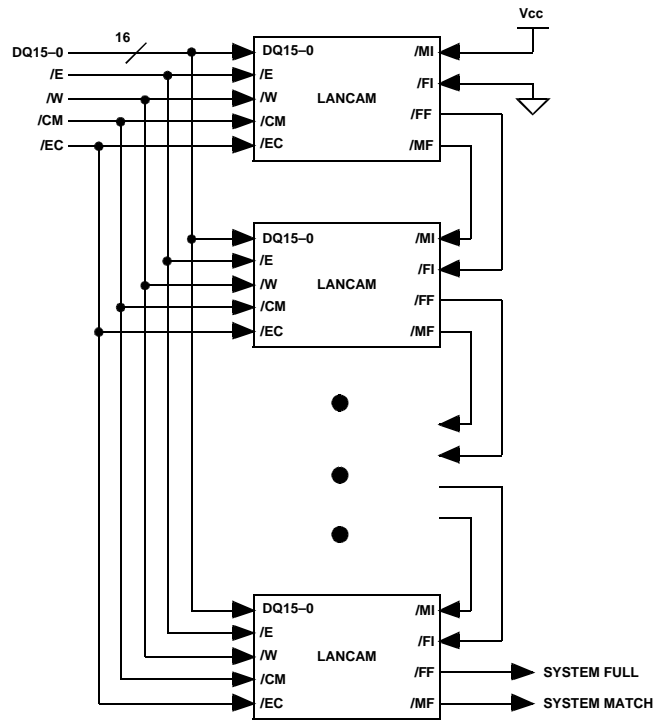 Vcc
16
DQ15–0
/E
/W
/CM
/EC
DQ15–0
/E
/W
/CM
/EC
LANCAM
/MI
/FI
/FF
/MF
DQ15–0
/E
/W
/CM
/EC
LANCAM
/MI
/FI
/FF
/MF
DQ15–0
/E
/W
/CM
/EC
LANCAM
/MI
/FI
/FF
/MF
SYSTEM FULL
SYSTEM MATCH